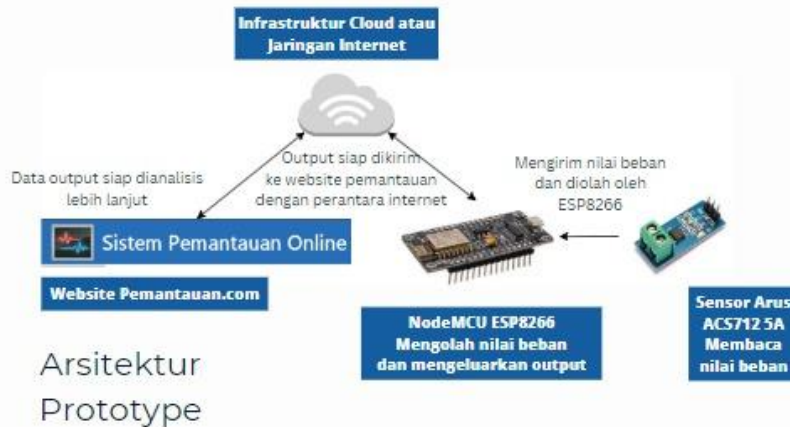 Infrastruktur Cloud atau
Jaringan Internet
Data output siap dianalisis
lebih lanjut
Output siap dikirim
ke website pemantauan
dengan perantara internet
Mengirim nilai beban
dan diolah oleh
ESP8266
Sistem Pemantauan Online
Website Pemantauan.com
NodeMCU ESP8266
Mengolah nilai beban
dan mengeluarkan output
Sensor Arus
ACS712 5A
Membaca
nilai beban
Arsitektur
Prototype